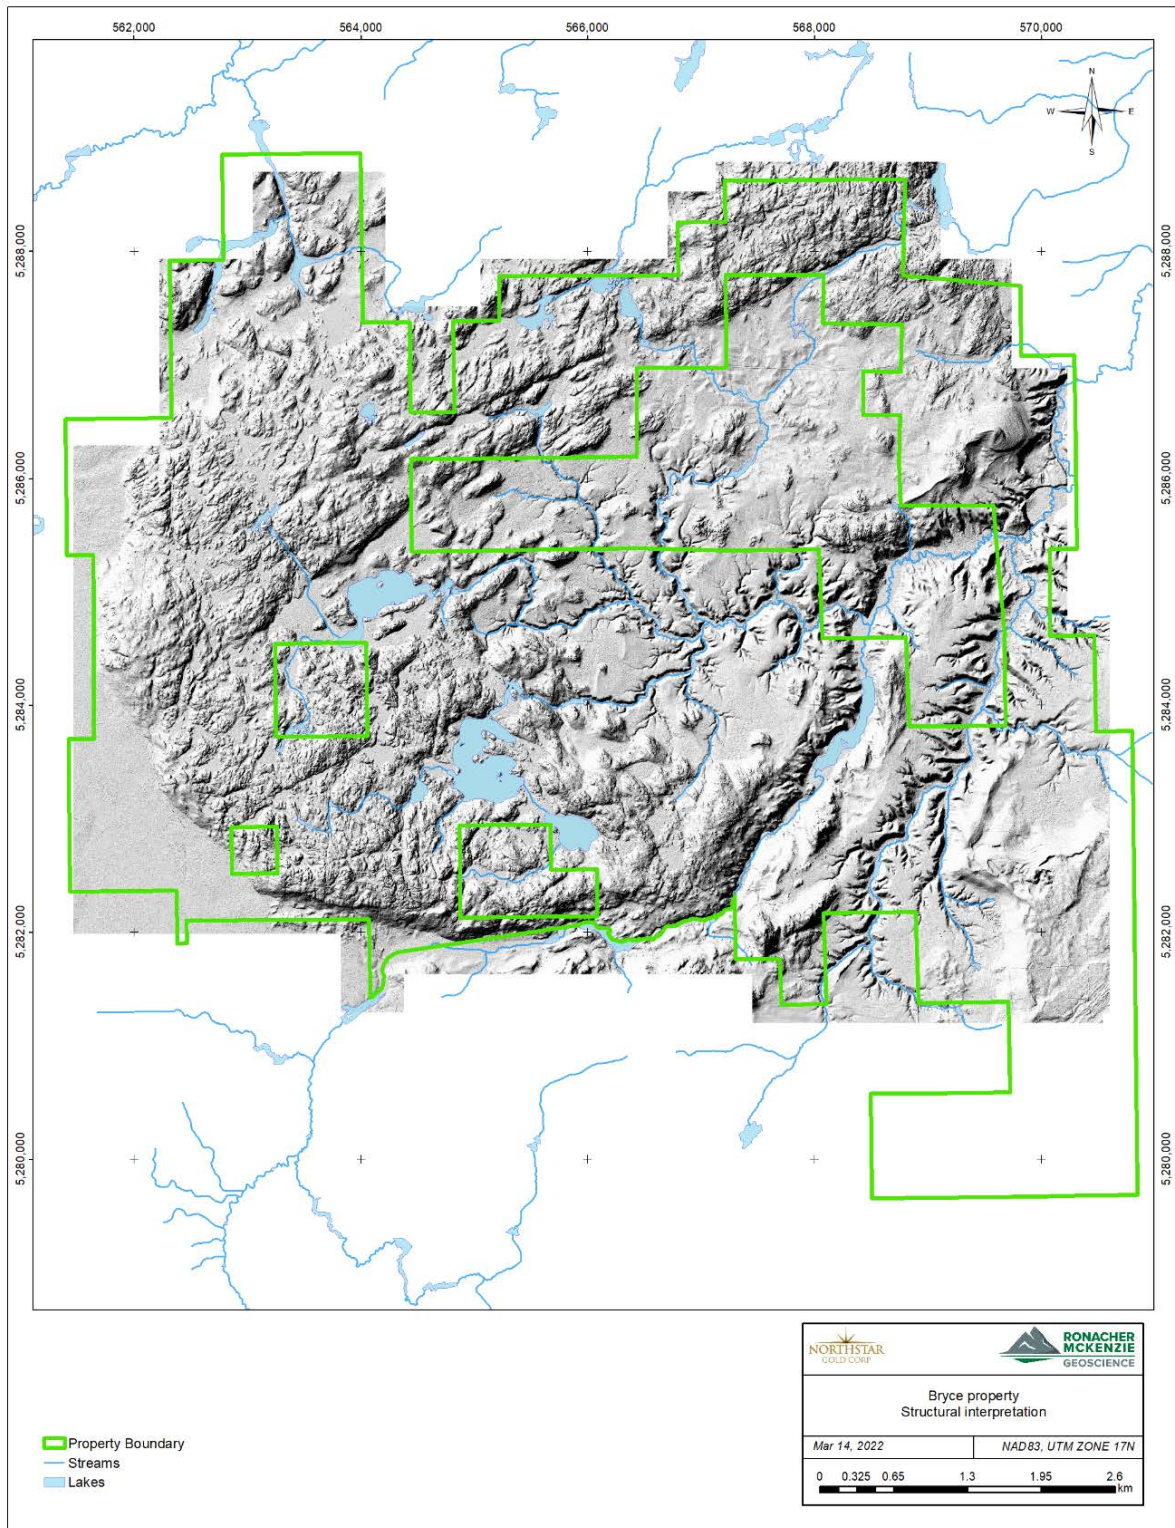 562,000 564,000 566,000 568,000 570,000
N
W E
S
5,288,000 5,288,000
5,286,000 5,286,000
5,284,000 5,284,000
5,282,000 5,282,000
5,280,000 5,280,000
NORTHSTAR
GOLD CORP
RONACHER
MCKENZIE
GEOSCIENCE
Bryce property
Structural interpretation
Mar 14, 2022 NAD83, UTM ZONE 17N
0 0.325 0.65 1.3 1.95 2.6
km
Property Boundary
Streams
Lakes